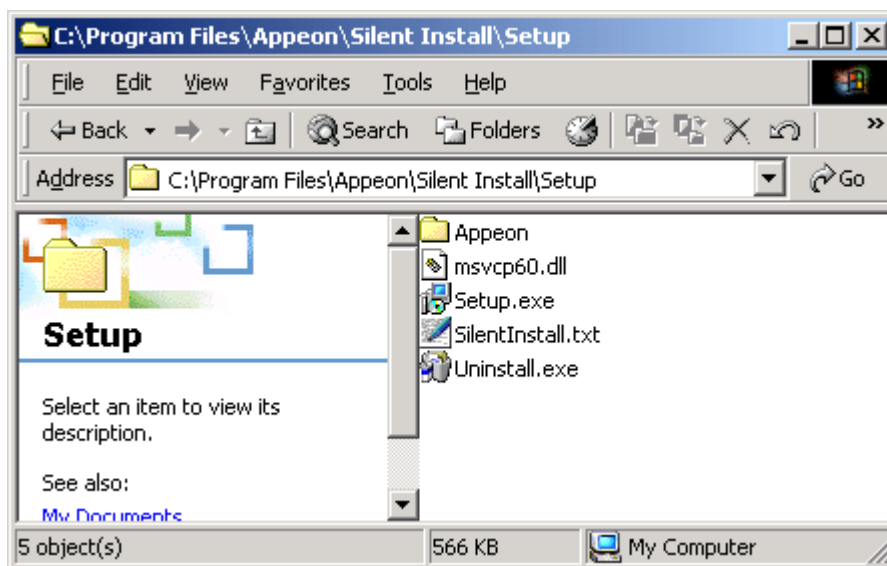 C:\Program Files\Appeon\Silent Install\Setup
File Edit View Favorites Tools Help
Back Search Folders »
Address C:\Program Files\Appeon\Silent Install\Setup Go
Appeon
msvcp60.dll
Setup.exe
SilentInstall.txt
Uninstall.exe
Setup
Select an item to view its
description.
See also:
My Documents
5 object(s) 566 KB My Computer